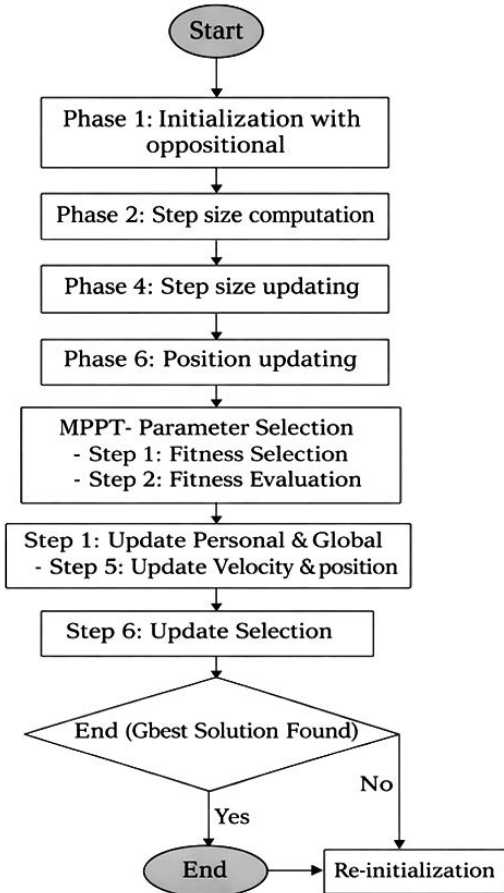 Start
Phase 1: Initialization with
oppositional
Phase 2: Step size computation
Phase 4: Step size updating
Phase 6: Position updating
MPPT- Parameter Selection
- Step 1: Fitness Selection
- Step 2: Fitness Evaluation
Step 1: Update Personal & Global
- Step 5: Update Velocity & position
Step 6: Update Selection
End (Gbest Solution Found)
No
Yes
End
Re-initialization